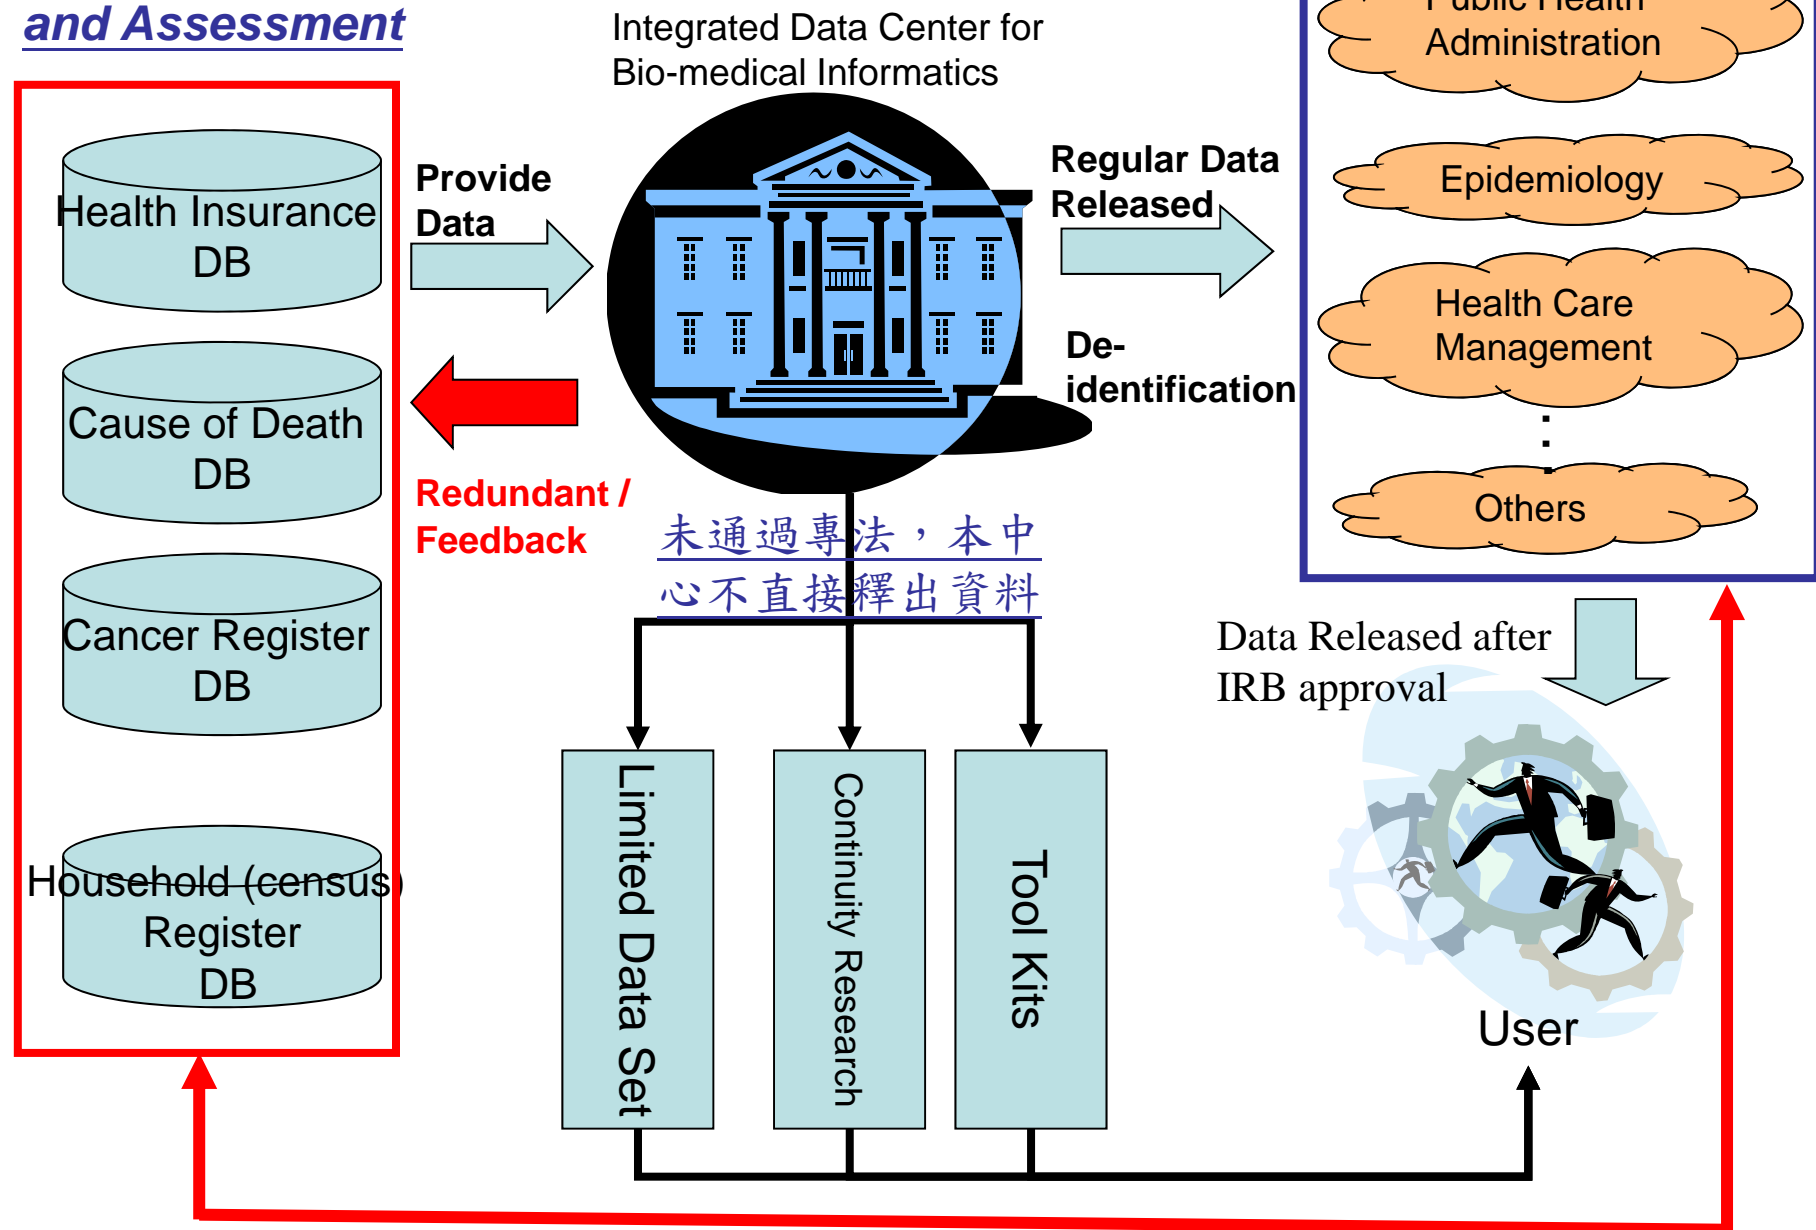 and Assessment
Integrated Data Center for
Bio-medical Informatics
Public Health
Administration
Health Insurance
DB
Provide
Data
Regular Data
Released
Epidemiology
Health Care
Management
De-
identification
Cause of Death
DB
Redundant /
Feedback
Others
未通過專法，本中
心不直接釋出資料
Cancer Register
DB
Data Released after
IRB approval
Household (census)
Register
DB
Limited Data Set
Continuity Research
Tool Kits
User